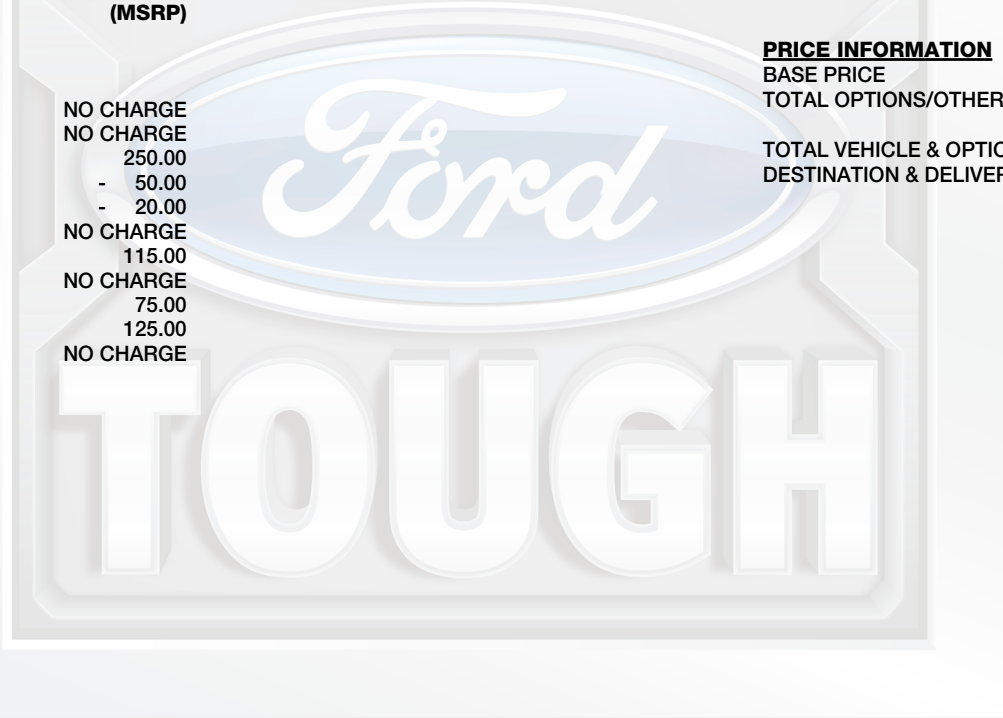 (MSRP)
NO CHARGE
NO CHARGE
250.00
- 50.00
- 20.00
NO CHARGE
115.00
NO CHARGE
75.00
125.00
NO CHARGE
PRICE INFORMATION
BASE PRICE
TOTAL OPTIONS/OTHER
TOTAL VEHICLE & OPTIO
DESTINATION & DELIVER
Ford
TOUGH